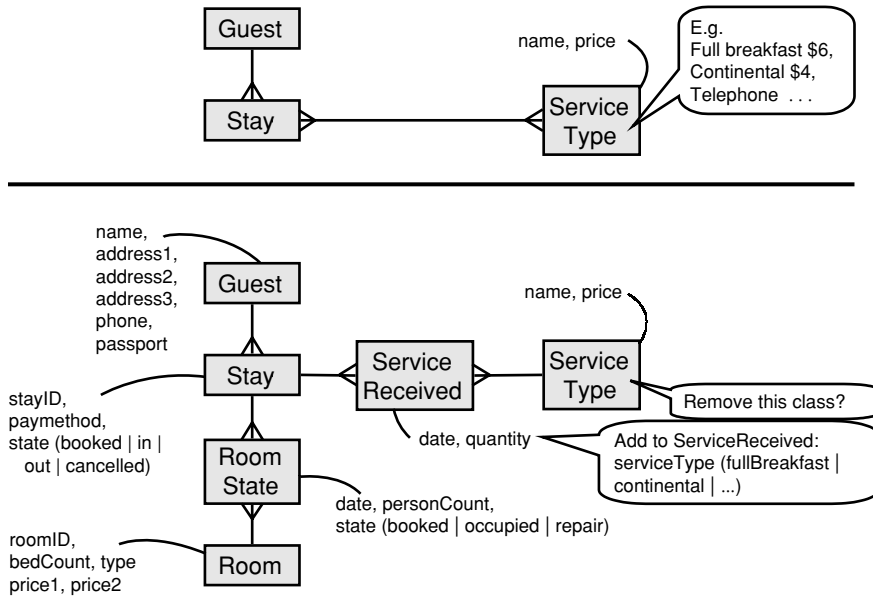 Guest
name, price
E.g.
Full breakfast $6,
Continental $4,
Telephone . . .
Stay
Service
Type
name,
address1,
address2,
address3,
phone,
passport
Guest
name, price
Stay
Service
Received
Service
Type
Remove this class?
stayID,
paymethod,
state (booked | in |
out | cancelled)
date, quantity
Add to ServiceReceived:
serviceType (fullBreakfast |
continental | ...)
Room
State
date, personCount,
state (booked | occupied | repair)
roomID,
bedCount, type
price1, price2
Room